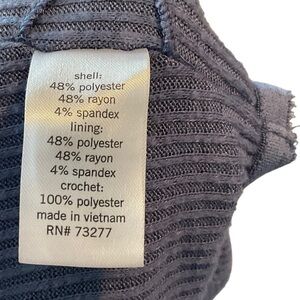 shell:
48% polyester
48% rayon
4% spandex
lining:
48% polyester
48% rayon
4% spandex
crochet:
100% polyester
made in vietnam
RN# 73277